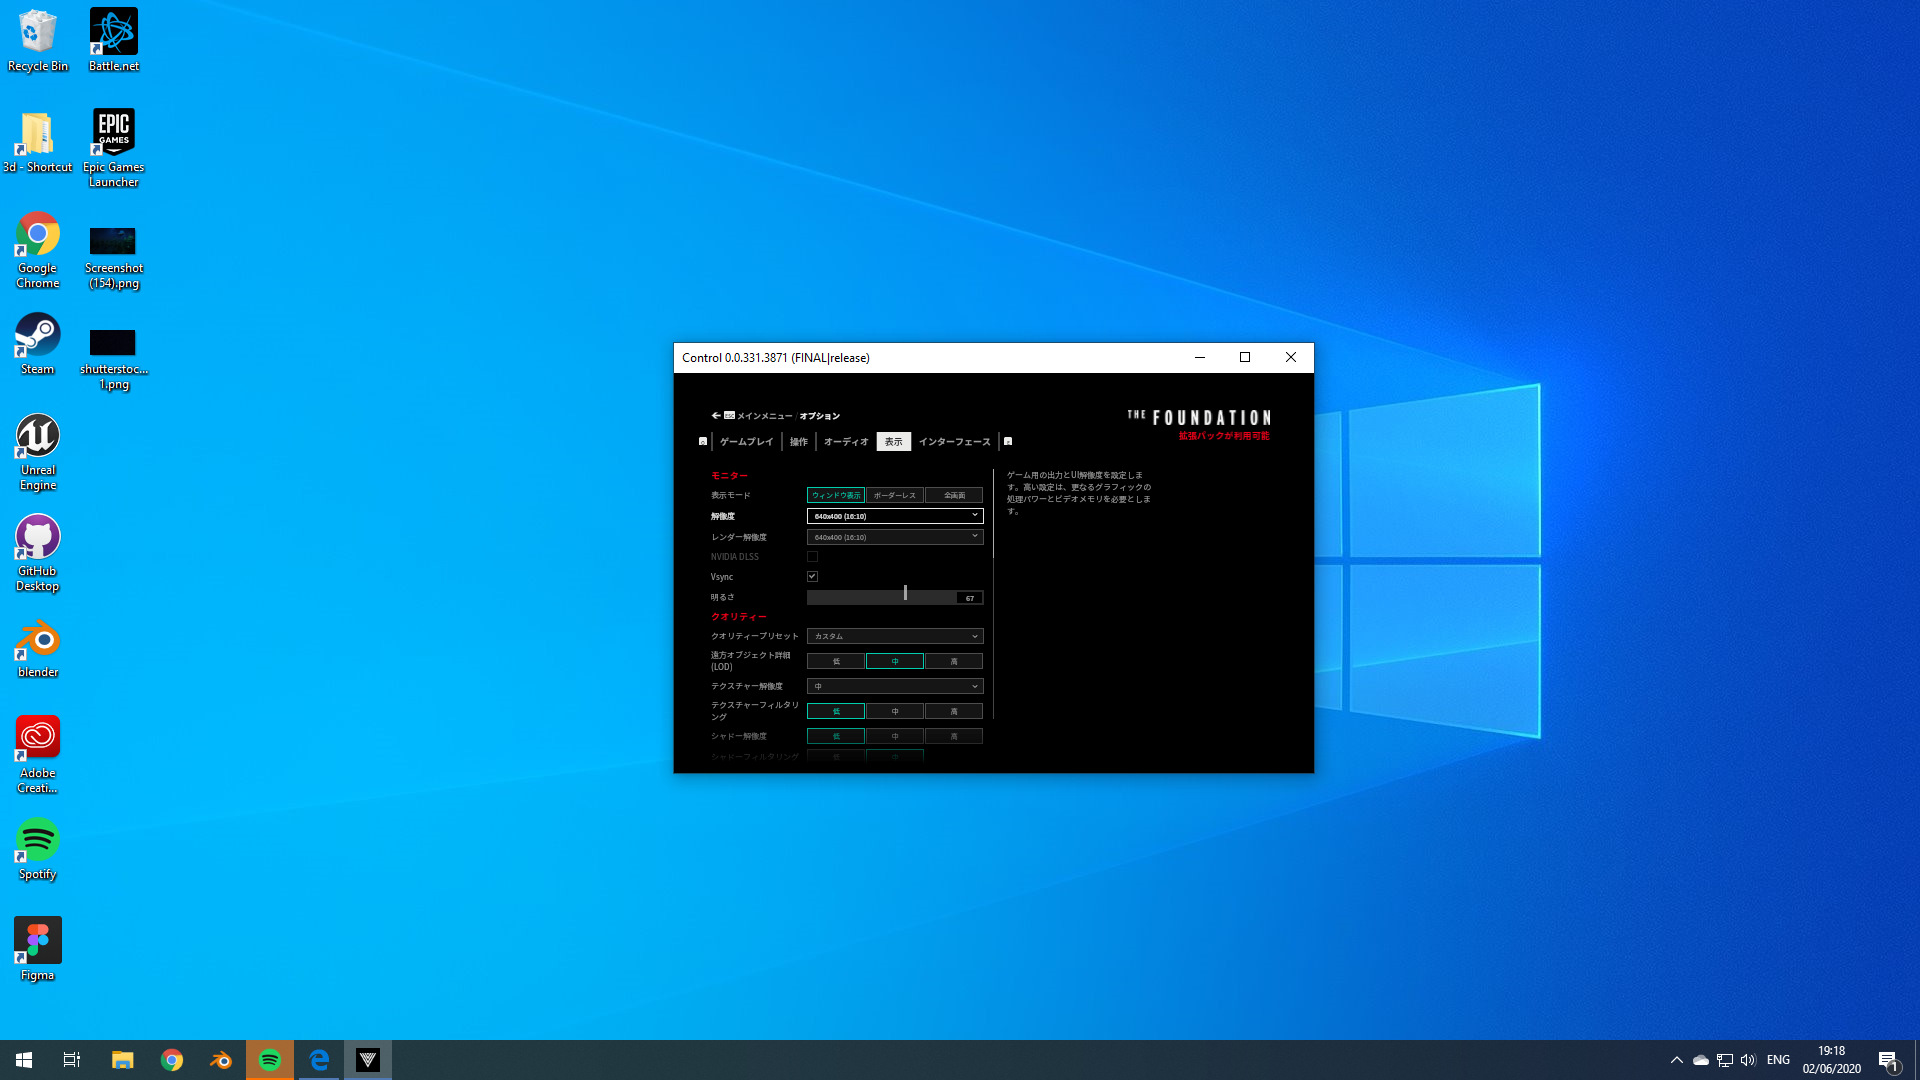 Recycle Bin
Battle.net
3d - Shortcut
EPIC
GAMES
Epic Games
Launcher
Google
Chrome
Screenshot
(154).png
Steam
shutterstoc...
1.png
Unreal
Engine
GitHub
Desktop
blender
Adobe
Creati...
Spotify
Figma
Control 0.0.331.3871 (FINAL|release)
ESC メインメニュー / オプション
THE FOUNDATION
拡張パックが利用可能
ゲームプレイ 操作 オーディオ 表示 インターフェース
モニター
表示モード ウィンドウ表示 ボーダーレス 全画面
解像度 640x400 (16:10)
レンダー解像度 640x400 (16:10)
NVIDIA DLSS
Vsync
明るさ 67
クオリティー
クオリティープリセット カスタム
遠方オブジェクト詳細
(LOD) 低 中 高
テクスチャー解像度 中
テクスチャーフィルタリ
ング 低 中 高
シャドー解像度 低 中 高
シャドーフィルタリング 低 中
ゲーム用の出力とUI解像度を設定しま
す。高い設定は、更なるグラフィックの
処理パワーとビデオメモリを必要としま
す。
ENG
19:18
02/06/2020
1